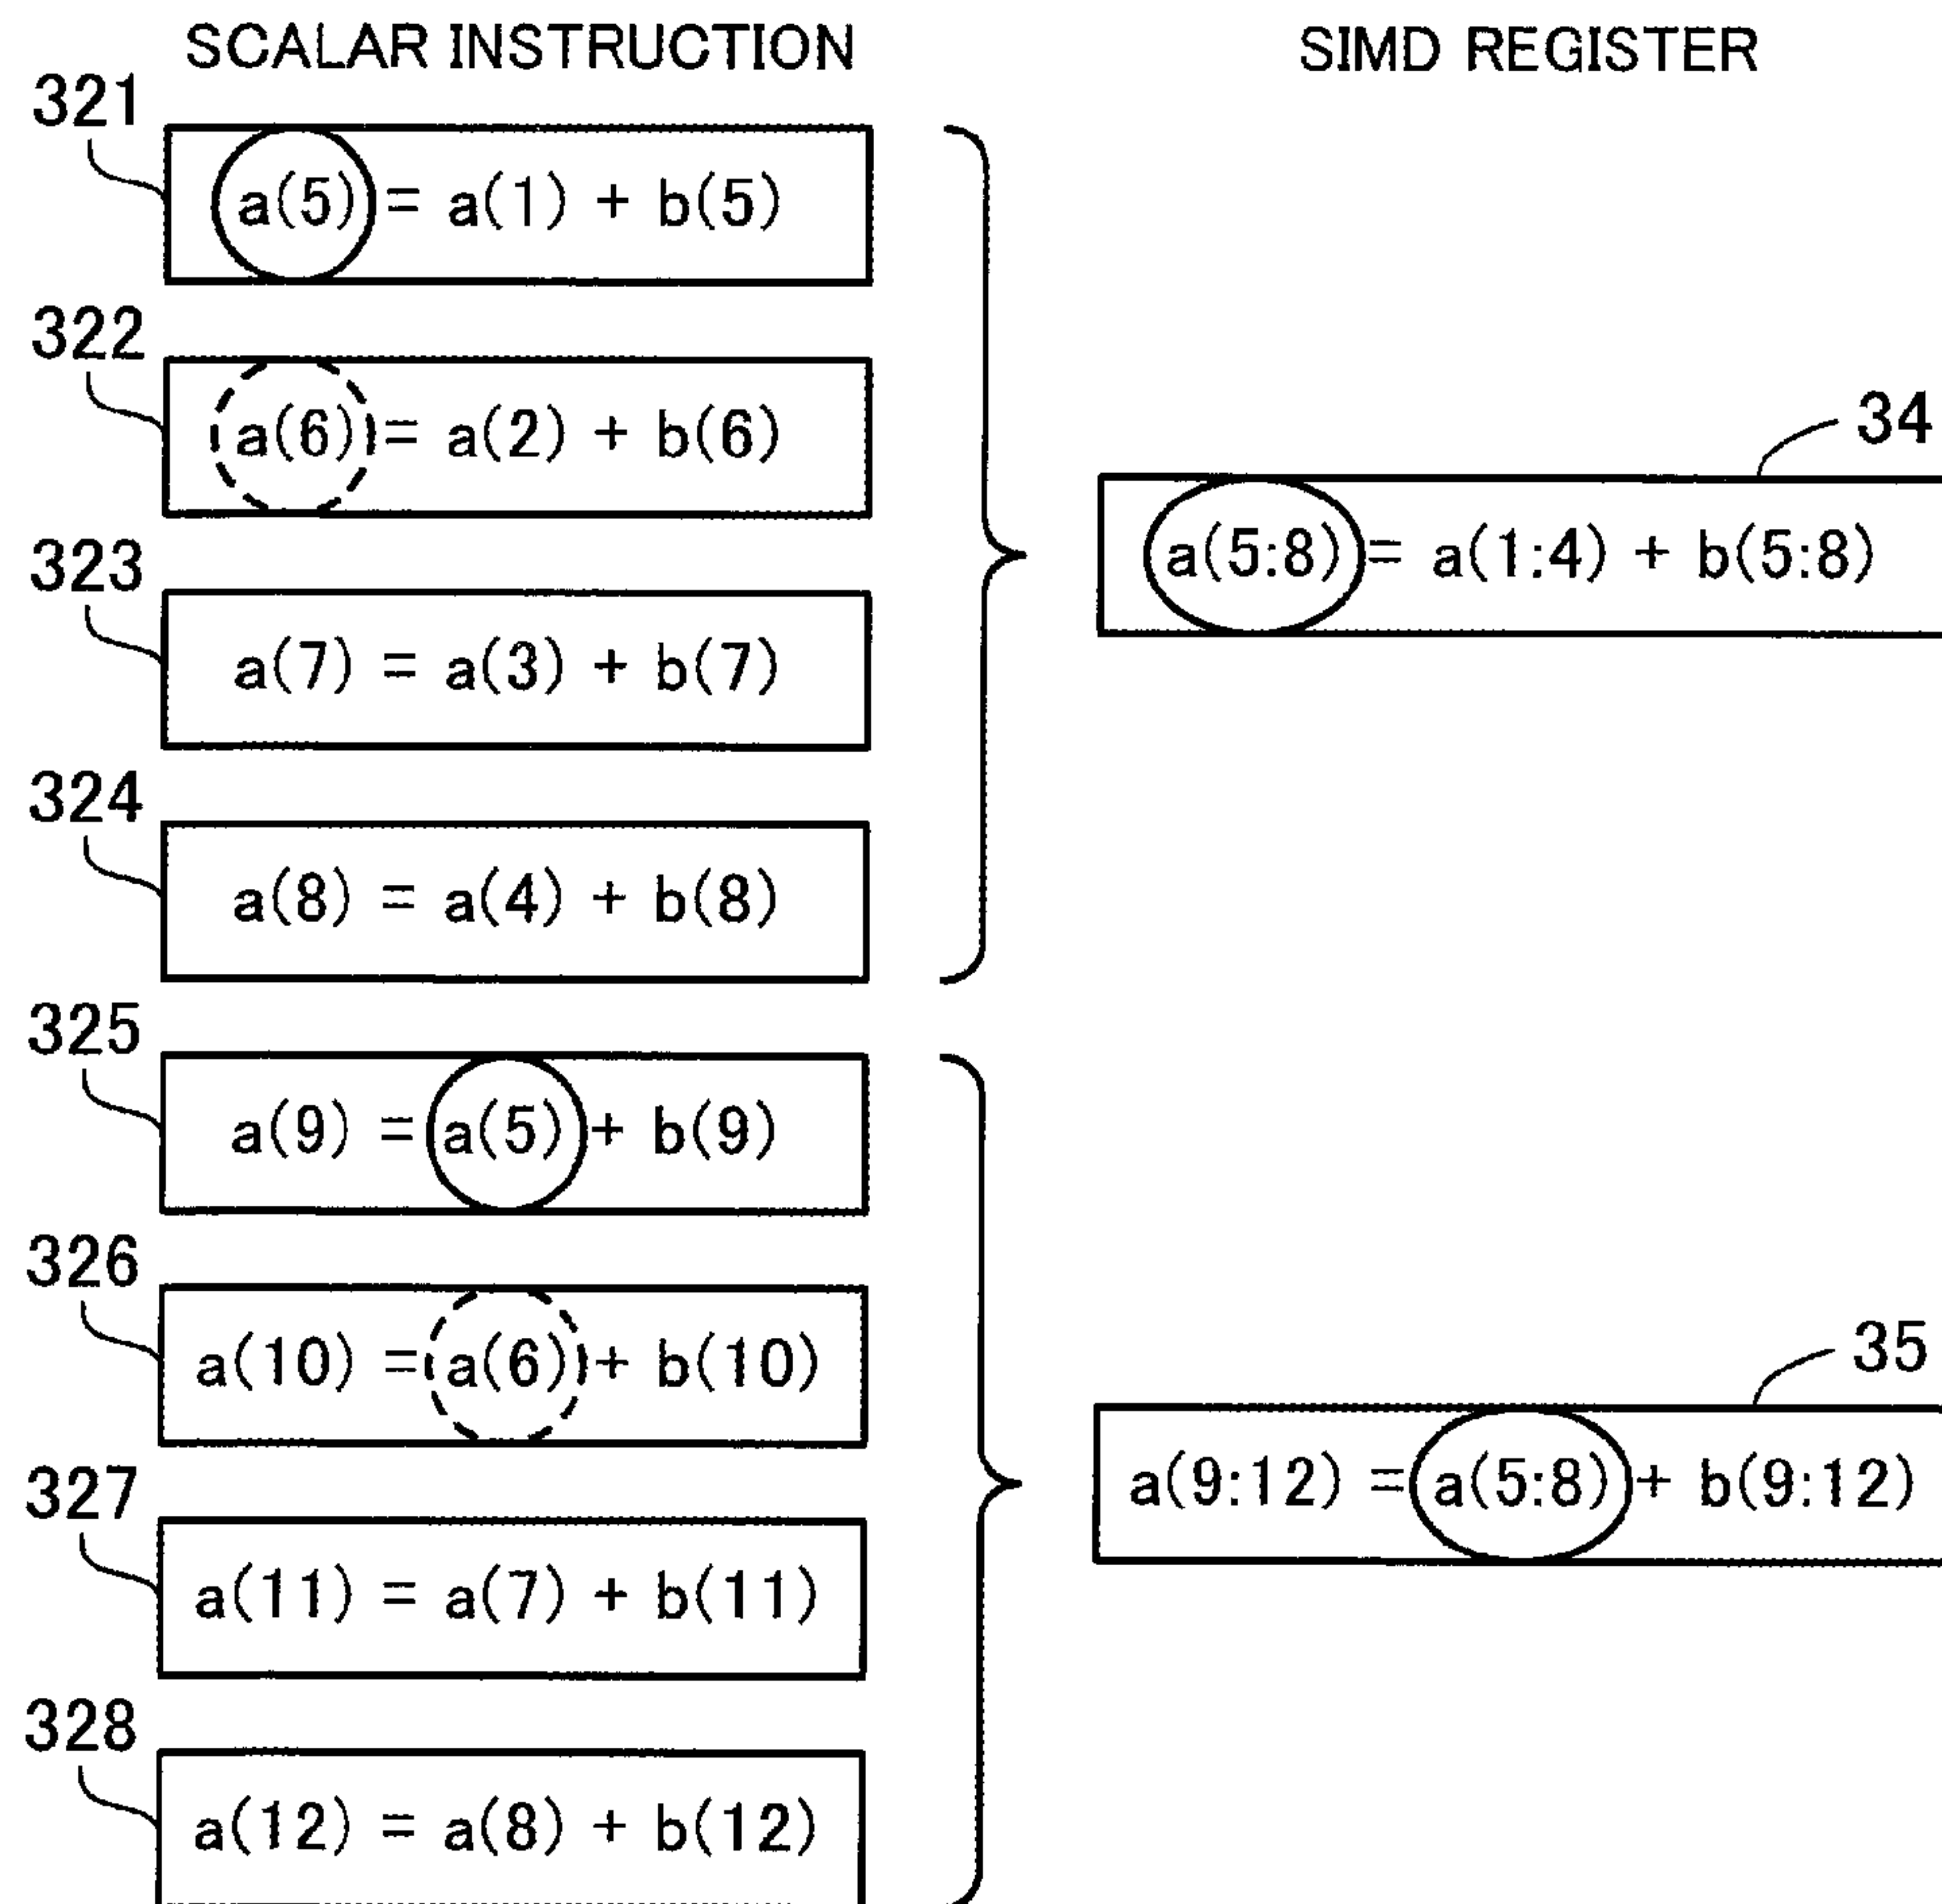 SCALAR INSTRUCTION
SIMD REGISTER
321
a(5) = a(1) + b(5)
322
a(6) = a(2) + b(6)
34
a(5:8) = a(1:4) + b(5:8)
323
a(7) = a(3) + b(7)
324
a(8) = a(4) + b(8)
325
a(9) = a(5) + b(9)
326
a(10) = a(6) + b(10)
35
a(9:12) = a(5:8) + b(9:12)
327
a(11) = a(7) + b(11)
328
a(12) = a(8) + b(12)